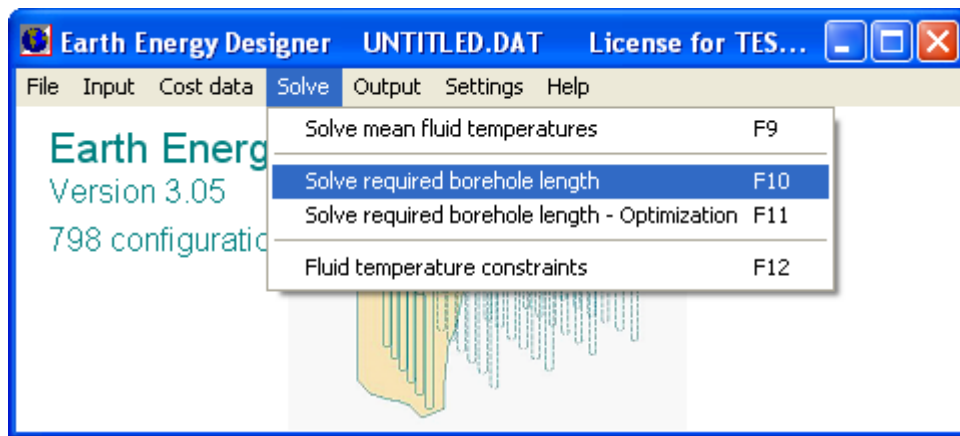 Earth Energy Designer UNTITLED.DAT License for TES...
File Input Cost data Solve Output Settings Help
Solve mean fluid temperatures F9
Earth Energ
Solve required borehole length F10
Version 3.05
Solve required borehole length - Optimization F11
798 configuratic
Fluid temperature constraints F12